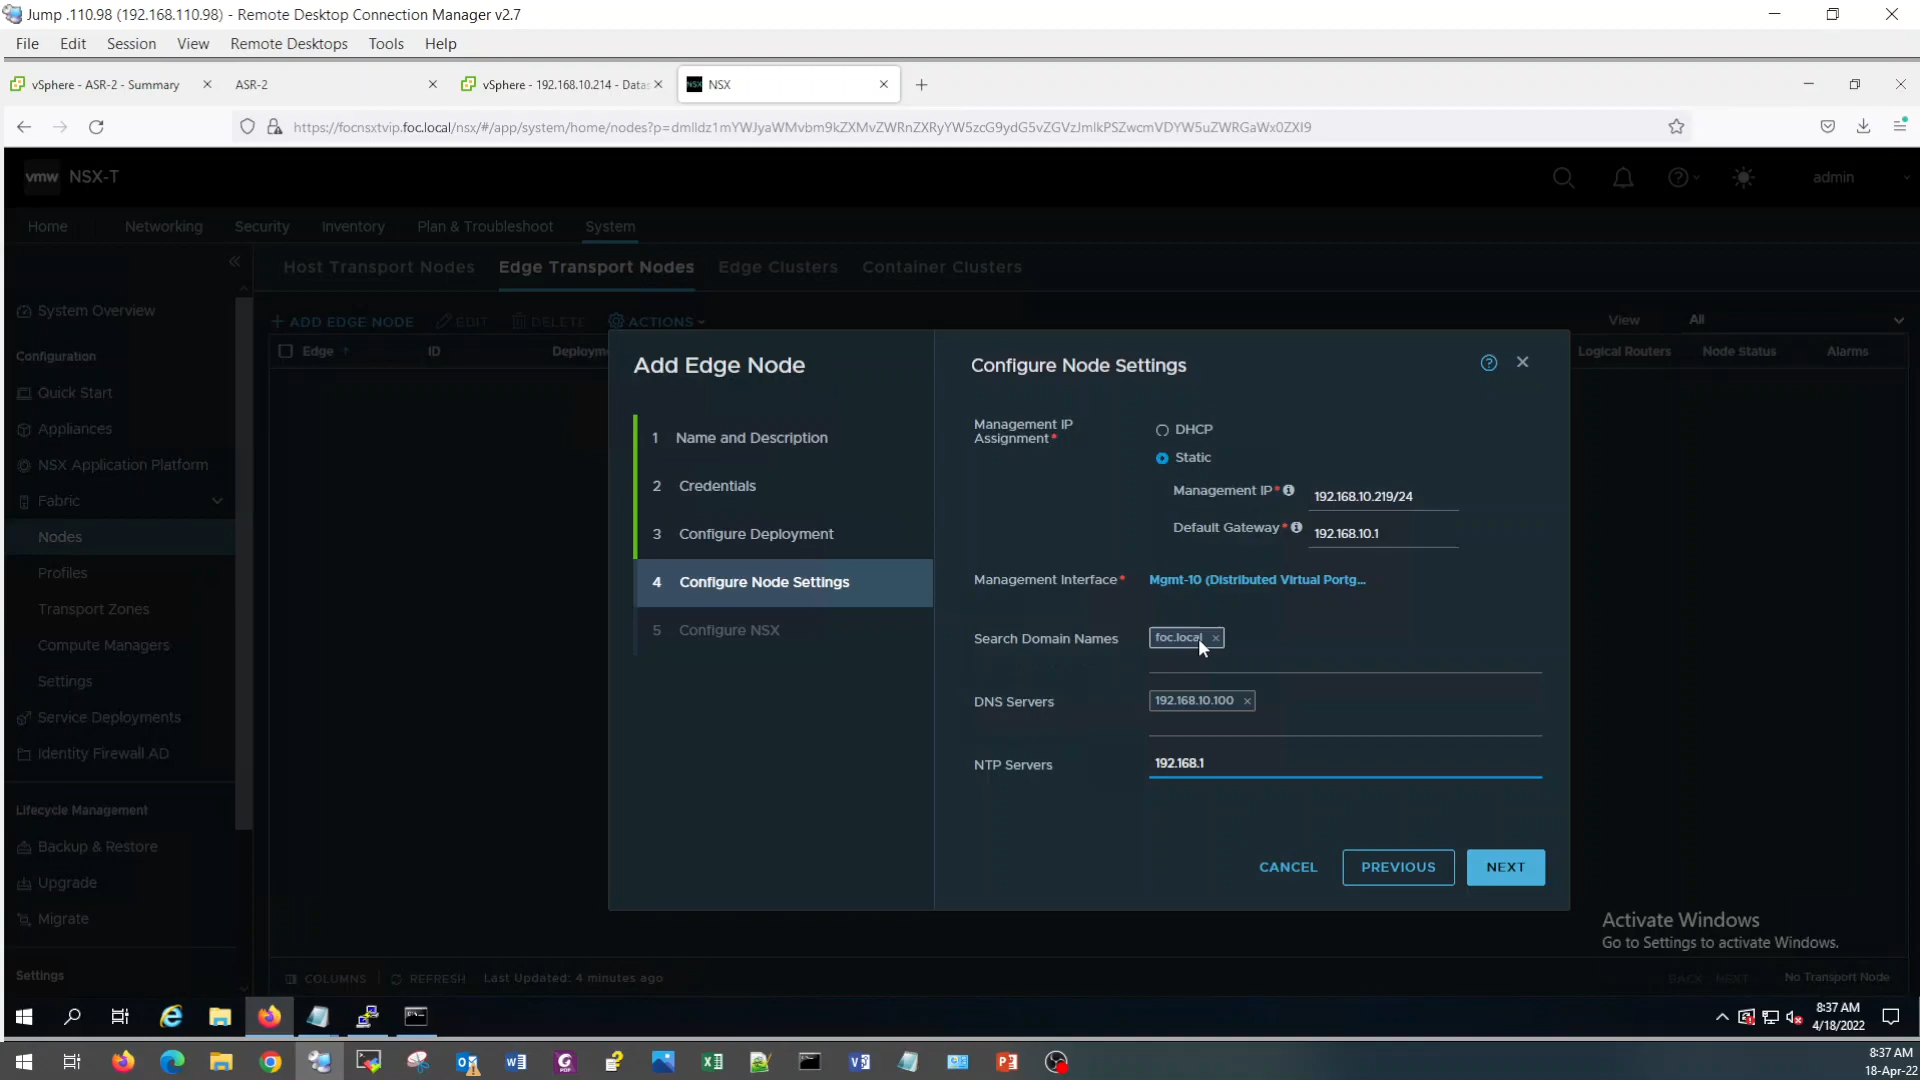 Jump .110.98 (192.168.110.98) - Remote Desktop Connection Manager v2.7
File Edit Session View Remote Desktops Tools Help
vSphere - ASR-2 - Summary
ASR-2
vSphere - 192.168.10.214 - Datas
NSX
https://focnsxtvip.foc.local/nsx/#/app/system/home/nodes?p=
vmw NSX-T
admin
Home Networking Security Inventory Plan & Troubleshoot System
Host Transport Nodes Edge Transport Nodes Edge Clusters Container Clusters
System Overview
Configuration
Quick Start
Appliances
NSX Application Platform
Fabric
Nodes
Profiles
Transport Zones
Compute Managers
Settings
Service Deployments
Identity Firewall AD
Lifecycle Management
Backup & Restore
Upgrade
Migrate
Settings
+ ADD EDGE NODE EDIT DELETE ACTIONS
View All
Edge ID Deployme
Logical Routers Node Status Alarms
Add Edge Node
1 Name and Description
2 Credentials
3 Configure Deployment
4 Configure Node Settings
5 Configure NSX
Configure Node Settings
Management IP
Assignment*
DHCP
Static
Management IP* 192.168.10.219/24
Default Gateway* 192.168.10.1
Management Interface* Mgmt-10 (Distributed Virtual Portg...
Search Domain Names foc.local
DNS Servers 192.168.10.100
NTP Servers 192.168.1
CANCEL PREVIOUS NEXT
Activate Windows
Go to Settings to activate Windows.
COLUMNS REFRESH Last Updated: 4 minutes ago
BACK NEXT No Transport Node
8:37 AM
4/18/2022
8:37 AM
18-Apr-22